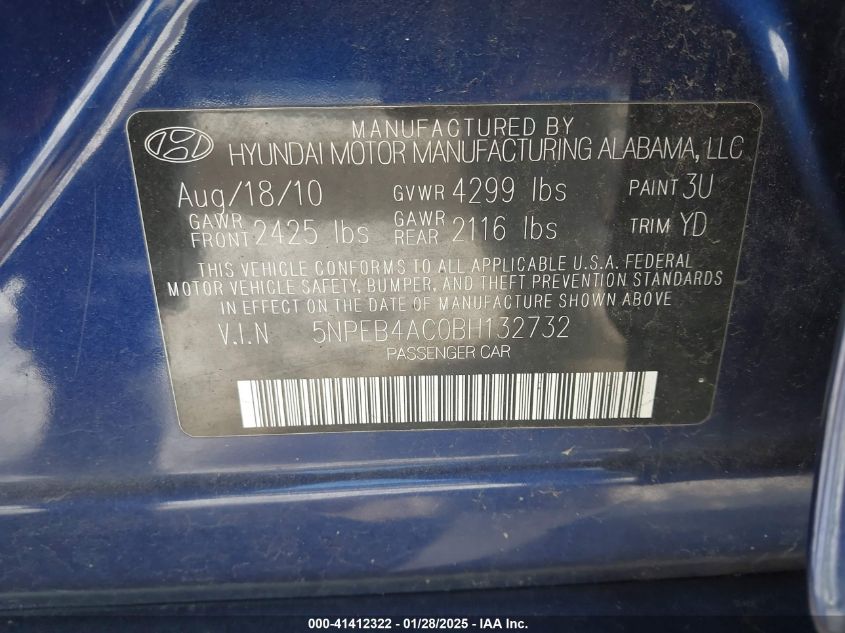 MANUFACTURED BY
HYUNDAI MOTOR MANUFACTURING ALABAMA, LLC
Aug/18/10 GVWR 4299 lbs PAINT 3U
GAWR FRONT 2425 lbs GAWR REAR 2116 lbs TRIM YD
THIS VEHICLE CONFORMS TO ALL APPLICABLE U.S.A. FEDERAL
MOTOR VEHICLE SAFETY, BUMPER, AND THEFT PREVENTION STANDARDS
IN EFFECT ON THE DATE OF MANUFACTURE SHOWN ABOVE
V.I.N 5NPEB4AC0BH132732
PASSENGER CAR
000-41412322 - 01/28/2025 - IAA Inc.